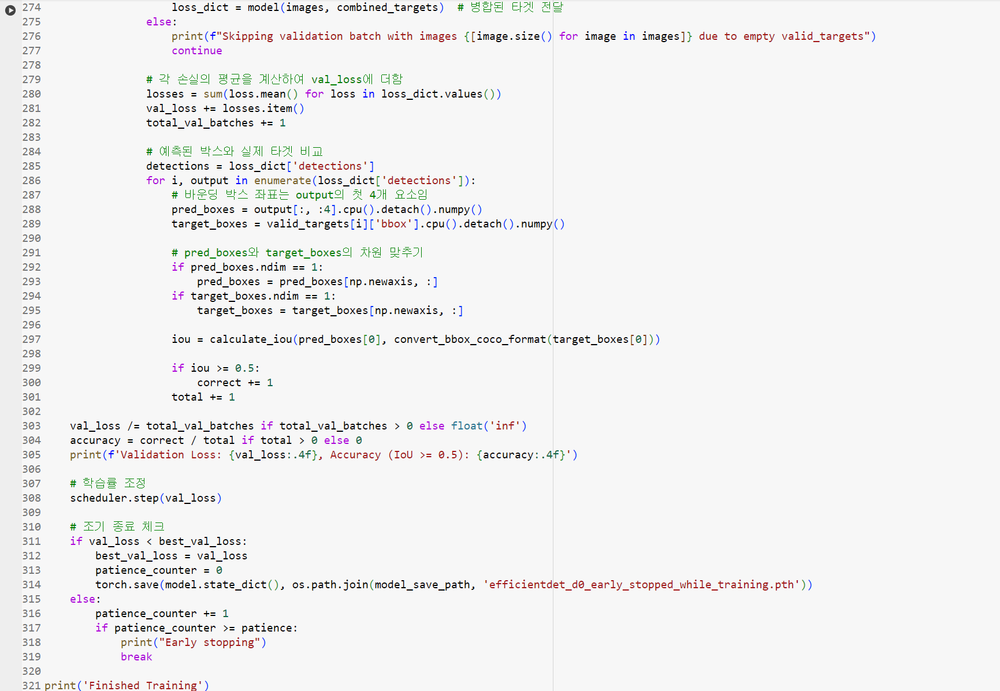 274 loss_dict = model(images, combined_targets)  # 병합된 타겟 전달
275 else:
276 print(f"Skipping validation batch with images {[image.size() for image in images]} due to empty valid_targets")
277 continue
278
279 # 각 손실의 평균을 계산하여 val_loss에 더함
280 losses = sum(loss.mean() for loss in loss_dict.values())
281 val_loss += losses.item()
282 total_val_batches += 1
283
284 # 예측된 박스와 실제 타겟 비교
285 detections = loss_dict['detections']
286 for i, output in enumerate(loss_dict['detections']):
287 # 바운딩 박스 좌표는 output의 첫 4개 요소임
288 pred_boxes = output[:, :4].cpu().detach().numpy()
289 target_boxes = valid_targets[i]['bbox'].cpu().detach().numpy()
290
291 # pred_boxes와 target_boxes의 차원 맞추기
292 if pred_boxes.ndim == 1:
293 pred_boxes = pred_boxes[np.newaxis, :]
294 if target_boxes.ndim == 1:
295 target_boxes = target_boxes[np.newaxis, :]
296
297 iou = calculate_iou(pred_boxes[0], convert_bbox_coco_format(target_boxes[0]))
298
299 if iou >= 0.5:
300 correct += 1
301 total += 1
302
303 val_loss /= total_val_batches if total_val_batches > 0 else float('inf')
304 accuracy = correct / total if total > 0 else 0
305 print(f'Validation Loss: {val_loss:.4f}, Accuracy (IoU >= 0.5): {accuracy:.4f}')
306
307 # 학습률 조정
308 scheduler.step(val_loss)
309
310 # 조기 종료 체크
311 if val_loss < best_val_loss:
312 best_val_loss = val_loss
313 patience_counter = 0
314 torch.save(model.state_dict(), os.path.join(model_save_path, 'efficientdet_d0_early_stopped_while_training.pth'))
315 else:
316 patience_counter += 1
317 if patience_counter >= patience:
318 print("Early stopping")
319 break
320
321 print('Finished Training')